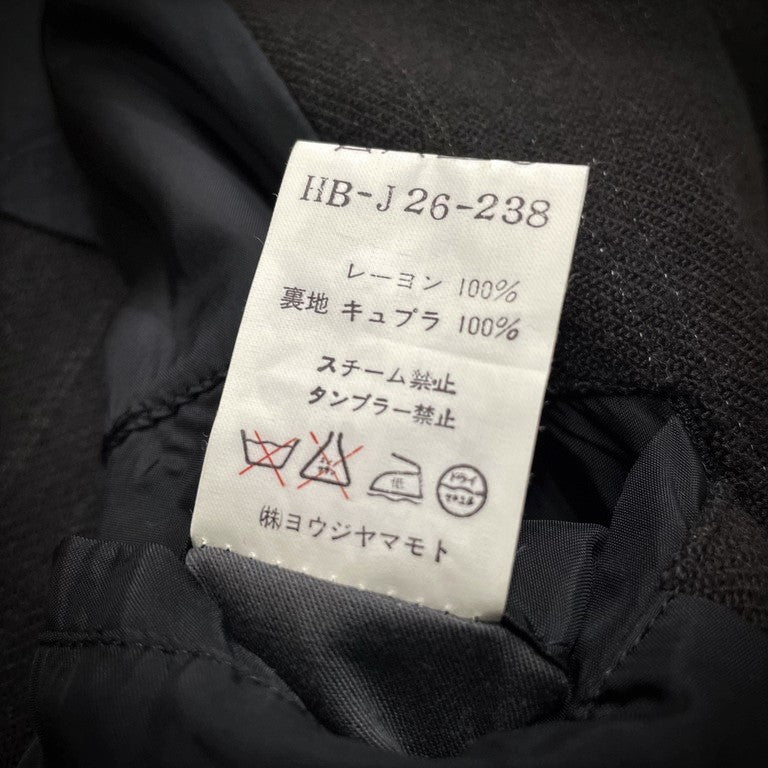 HB-J26-238
レーヨン 100%
裏地 キュプラ 100%
スチーム禁止
タンブラー禁止
低
ドライ
㈱ヨウジヤマモト